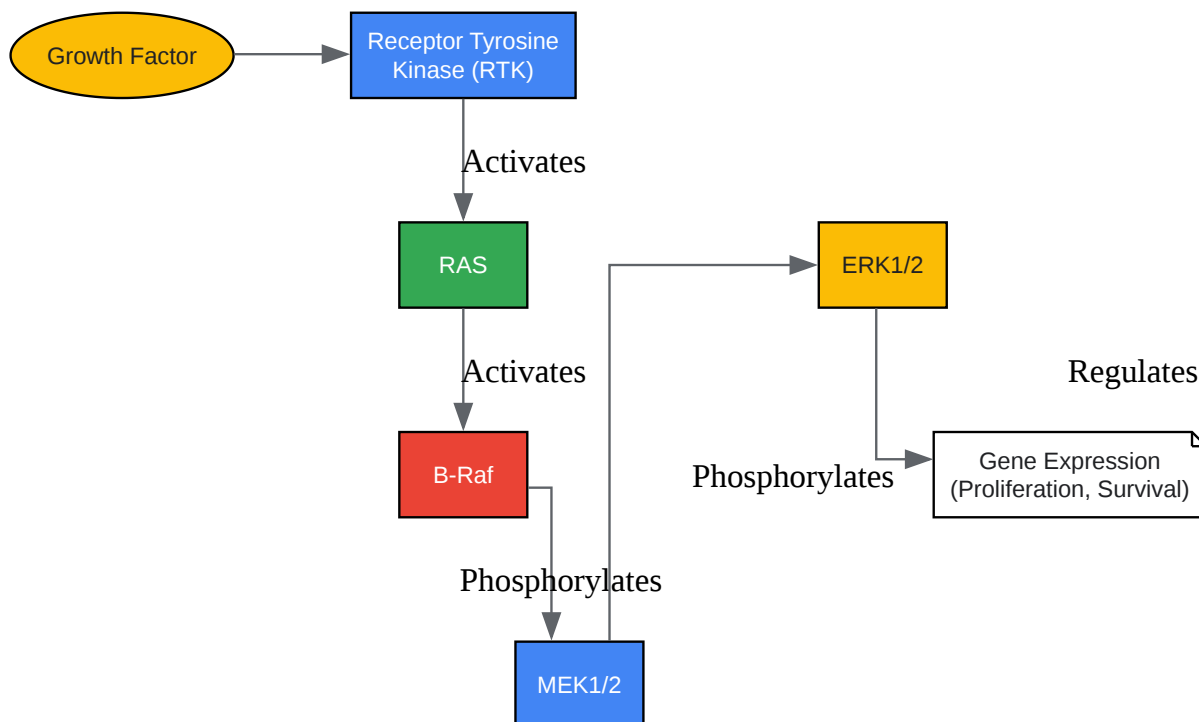 Growth Factor
Receptor Tyrosine
Kinase (RTK)
Activates
RAS
ERK1/2
Activates
Regulates
B-Raf
Phosphorylates
Gene Expression
(Proliferation, Survival)
Phosphorylates
MEK1/2